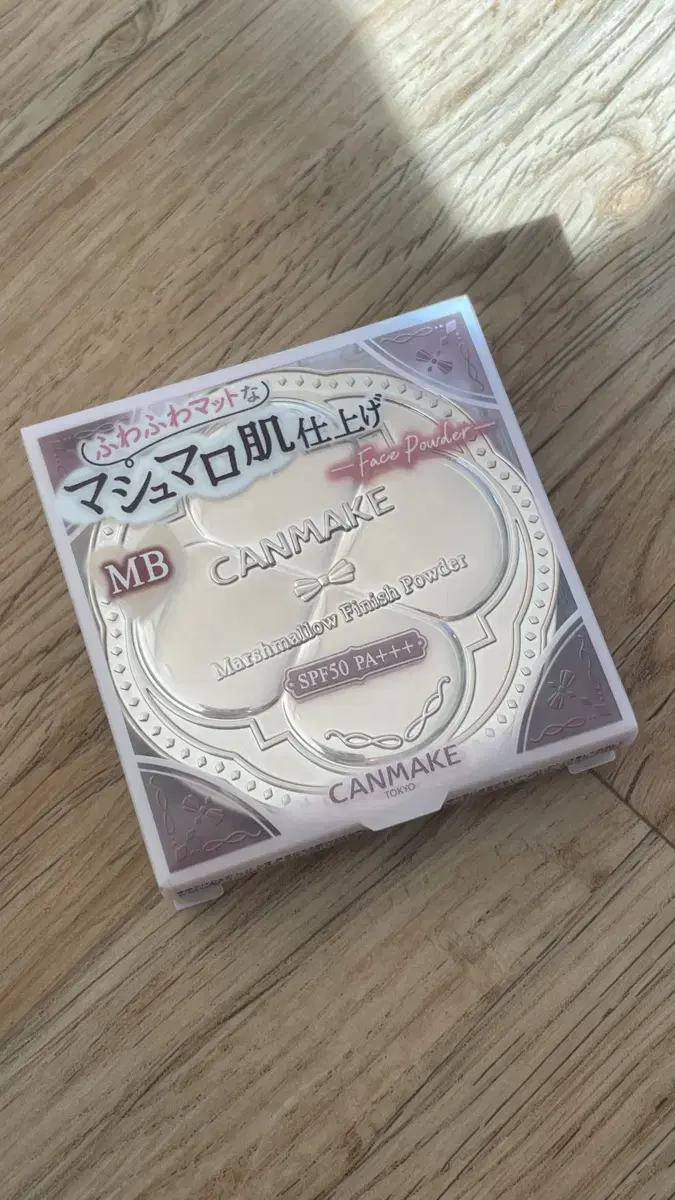 ふわふわマットな
マシュマロ肌仕上げ
Face Powder
MB
CANMAKE
Marshmallow Finish Powder
SPF50 PA+++
CANMAKE
TOKYO